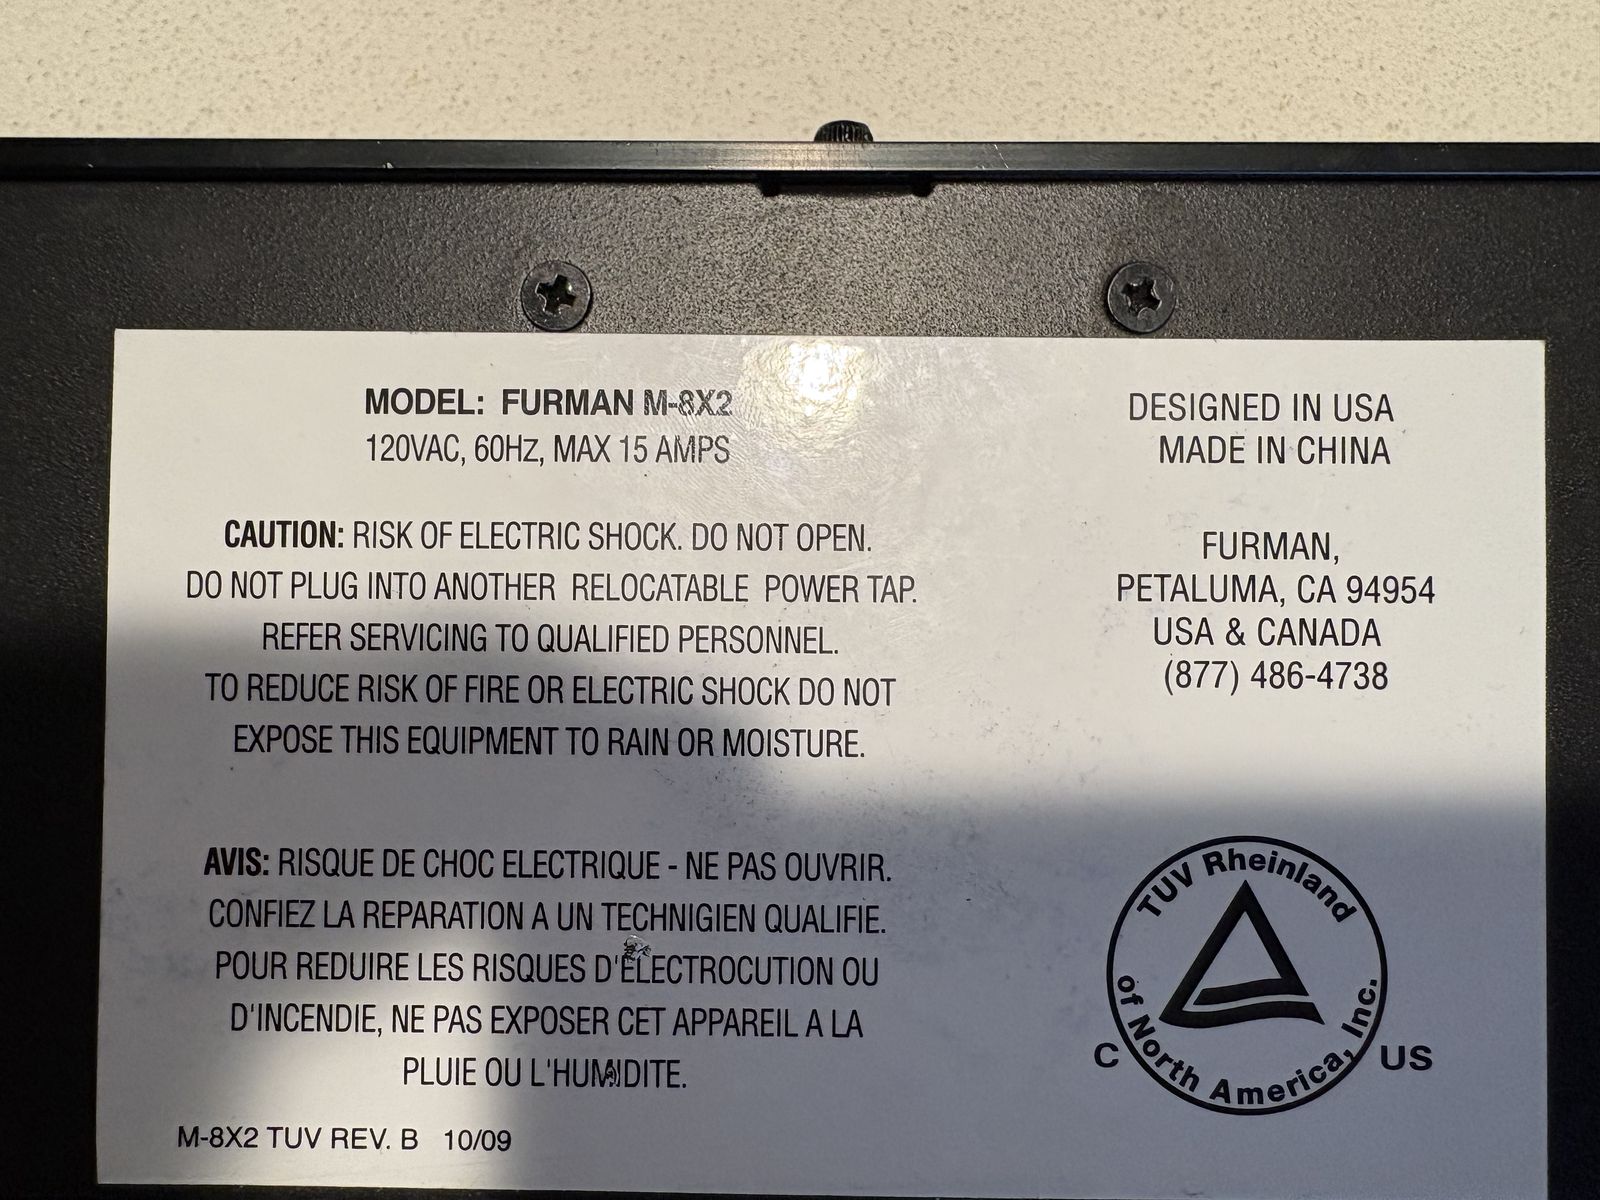 MODEL: FURMAN M-8X2
120VAC, 60Hz, MAX 15 AMPS
CAUTION: RISK OF ELECTRIC SHOCK. DO NOT OPEN.
DO NOT PLUG INTO ANOTHER RELOCATABLE POWER TAP.
REFER SERVICING TO QUALIFIED PERSONNEL.
TO REDUCE RISK OF FIRE OR ELECTRIC SHOCK DO NOT
EXPOSE THIS EQUIPMENT TO RAIN OR MOISTURE.
AVIS: RISQUE DE CHOC ELECTRIQUE - NE PAS OUVRIR.
CONFIEZ LA REPARATION A UN TECHNIGIEN QUALIFIE.
POUR REDUIRE LES RISQUES D'ELECTROCUTION OU
D'INCENDIE, NE PAS EXPOSER CET APPAREIL A LA
PLUIE OU L'HUMIDITE.
M-8X2 TUV REV. B 10/09
DESIGNED IN USA
MADE IN CHINA
FURMAN,
PETALUMA, CA 94954
USA & CANADA
(877) 486-4738
TUV Rheinland
of North America, Inc.
C US